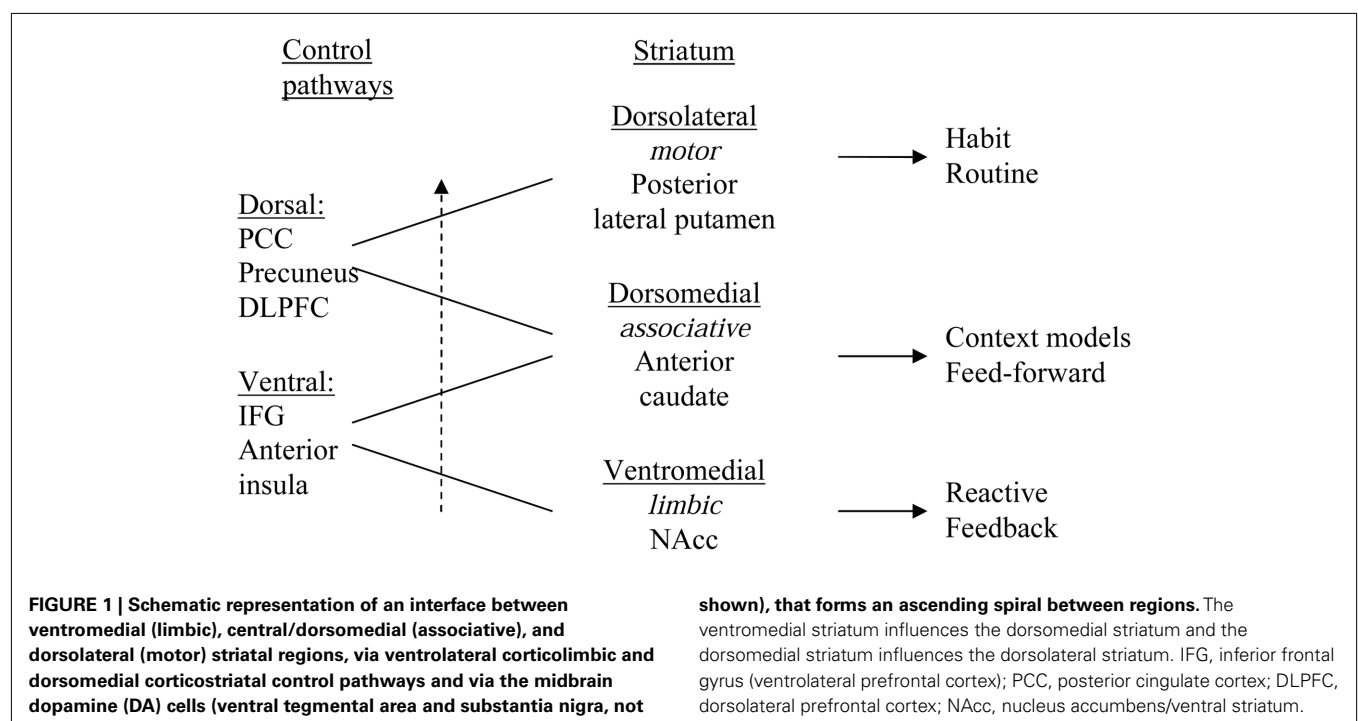 Control
pathways
Striatum
Dorsolateral
motor
Posterior
lateral putamen
Habit
Routine
Dorsal:
PCC
Precuneus
DLPFC
Dorsomedial
associative
Anterior
caudate
Context models
Feed-forward
Ventral:
IFG
Anterior
insula
Ventromedial
limbic
NAcc
Reactive
Feedback
FIGURE 1 | Schematic representation of an interface between
ventromedial (limbic), central/dorsomedial (associative), and
dorsolateral (motor) striatal regions, via ventrolateral corticolimbic and
dorsomedial corticostriatal control pathways and via the midbrain
dopamine (DA) cells (ventral tegmental area and substantia nigra, not
shown), that forms an ascending spiral between regions. The
ventromedial striatum influences the dorsomedial striatum and the
dorsomedial striatum influences the dorsolateral striatum. IFG, inferior frontal
gyrus (ventrolateral prefrontal cortex); PCC, posterior cingulate cortex; DLPFC,
dorsolateral prefrontal cortex; NAcc, nucleus accumbens/ventral striatum.